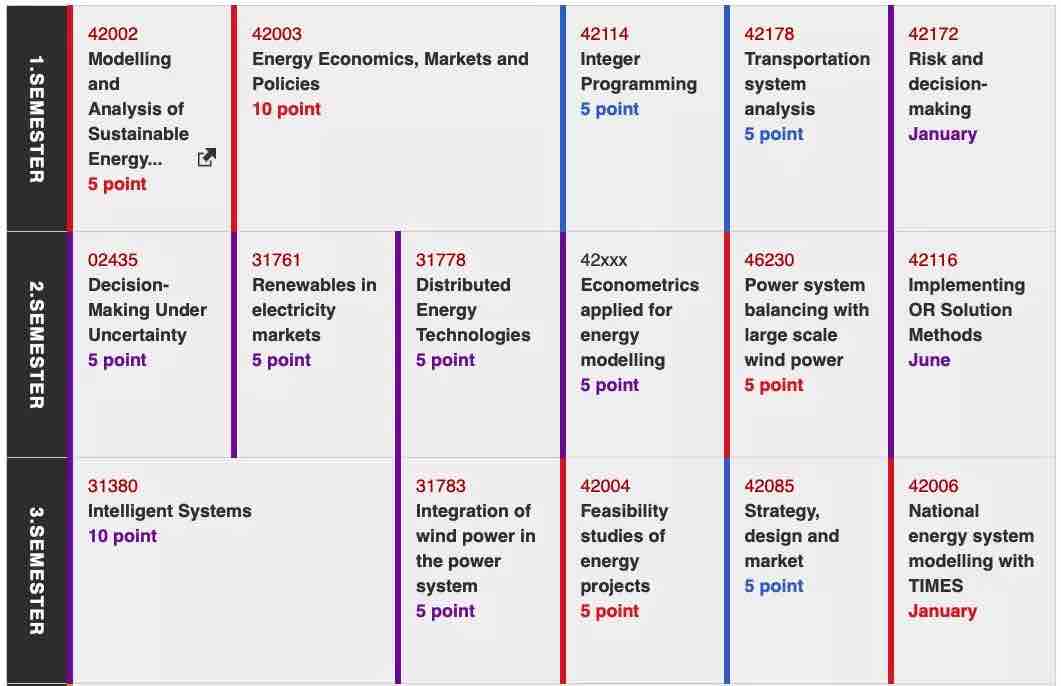 1.SEMESTER
42002
Modelling
and
Analysis of
Sustainable
Energy...
5 point
42003
Energy Economics, Markets and
Policies
10 point
42114
Integer
Programming
5 point
42178
Transportation
system
analysis
5 point
42172
Risk and
decision-
making
January
2.SEMESTER
02435
Decision-
Making Under
Uncertainty
5 point
31761
Renewables in
electricity
markets
5 point
31778
Distributed
Energy
Technologies
5 point
42xxx
Econometrics
applied for
energy
modelling
5 point
46230
Power system
balancing with
large scale
wind power
5 point
42116
Implementing
OR Solution
Methods
June
3.SEMESTER
31380
Intelligent Systems
10 point
31783
Integration of
wind power in
the power
system
5 point
42004
Feasibility
studies of
energy
projects
5 point
42085
Strategy,
design and
market
5 point
42006
National
energy system
modelling with
TIMES
January